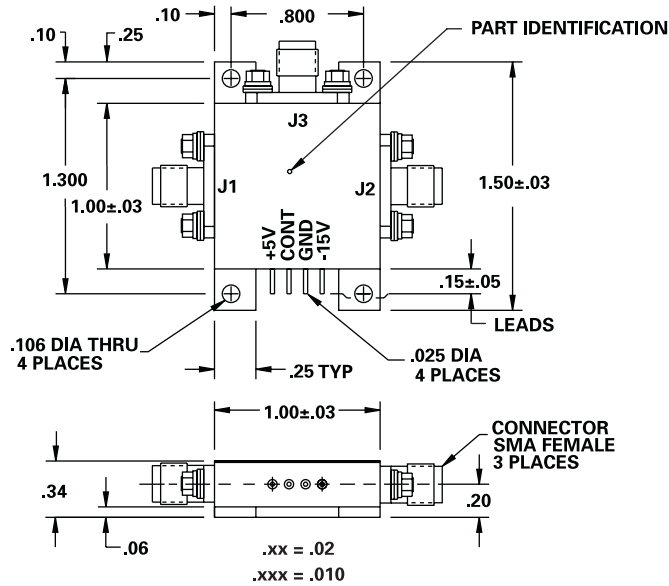 .10
.800
PART IDENTIFICATION
.10
.25
J3
1.300
1.00±.03
J1
J2
1.50±.03
+5V
CONT
GND
-15V
.15±.05
LEADS
.106 DIA THRU
4 PLACES
.25 TYP
.025 DIA
4 PLACES
1.00±.03
CONNECTOR
SMA FEMALE
3 PLACES
.34
.20
.06
.xx = .02
.xxx = .010